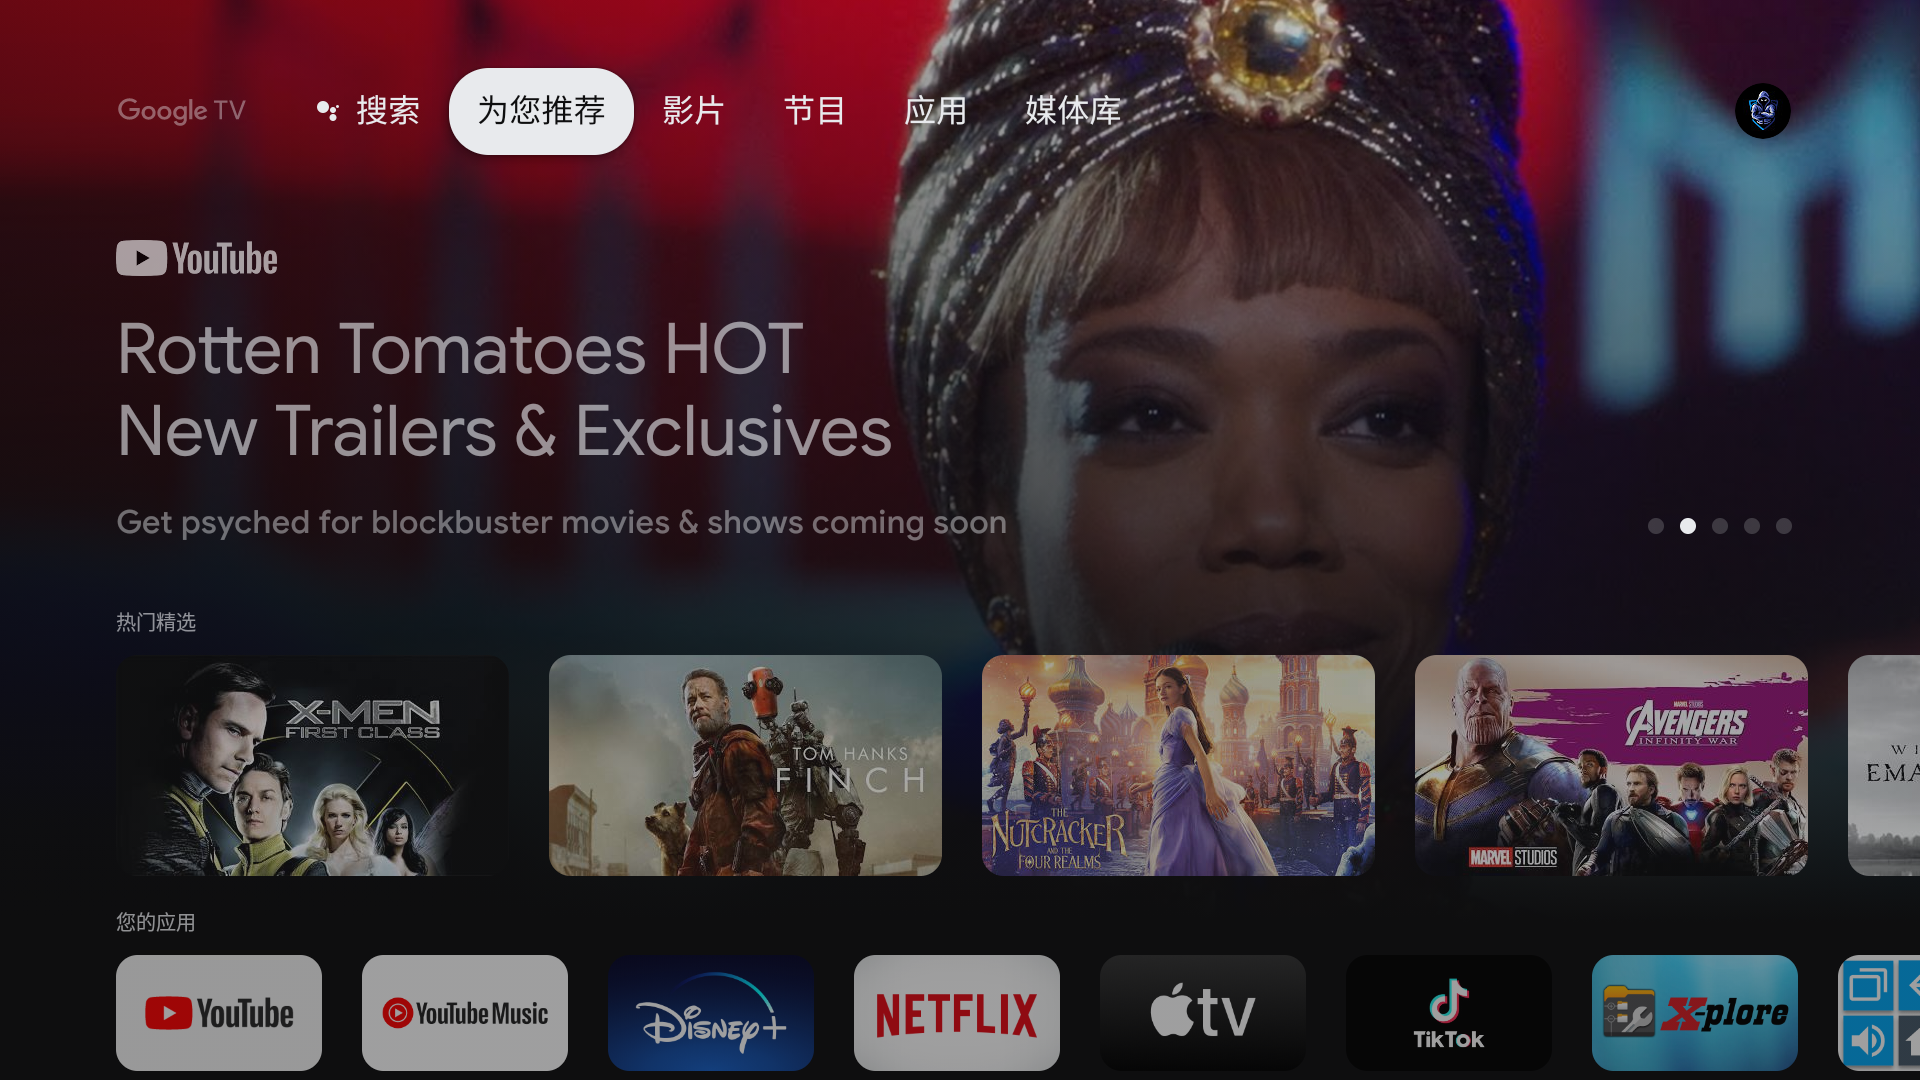 Google TV
搜索
为您推荐
影片
节目
应用
媒体库
YouTube
Rotten Tomatoes HOT
New Trailers & Exclusives
Get psyched for blockbuster movies & shows coming soon
热门精选
X-MEN
FIRST CLASS
TOM HANKS
FINCH
THE
NUTCRACKER
AND THE
FOUR REALMS
MARVEL STUDIOS
AVENGERS
INFINITY WAR
MARVEL STUDIOS
WI
EMA
您的应用
YouTube
YouTube Music
Disney+
NETFLIX
tv
TikTok
X-plore